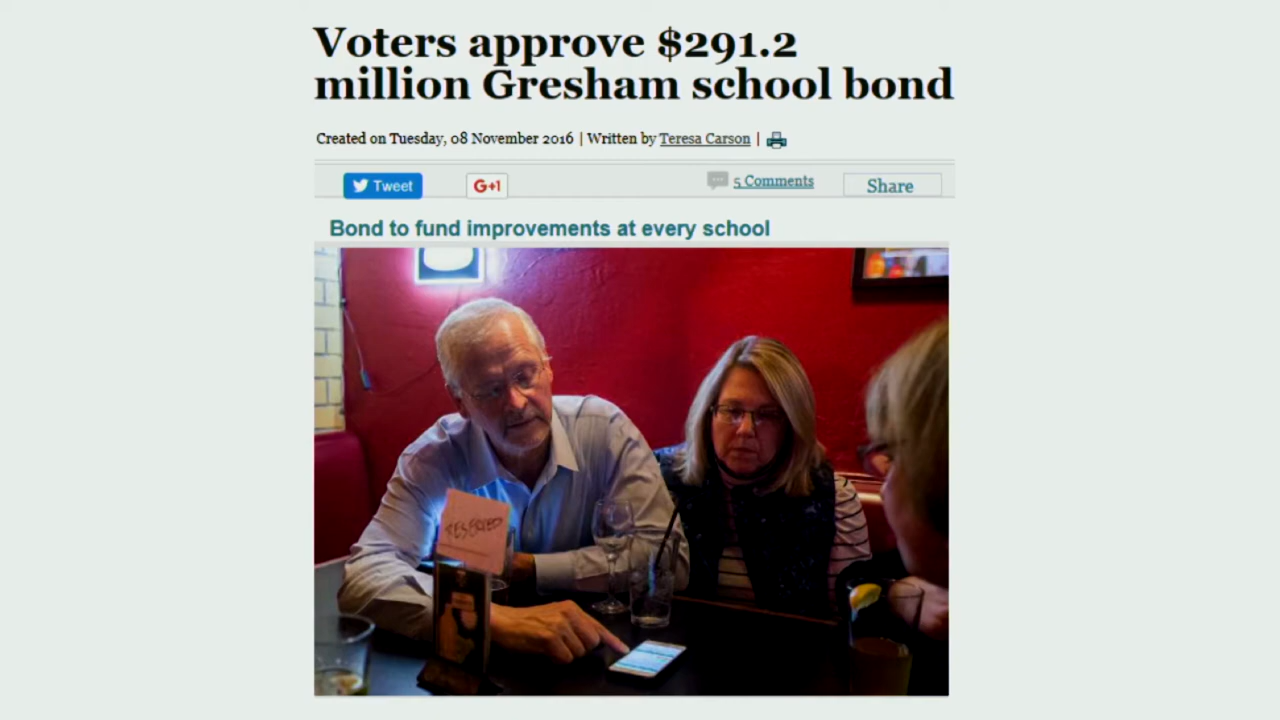 Voters approve $291.2
million Gresham school bond
Created on Tuesday, 08 November 2016 | Written by Teresa Carson |
Tweet
G+1
5 Comments
Share
Bond to fund improvements at every school
RESERVED